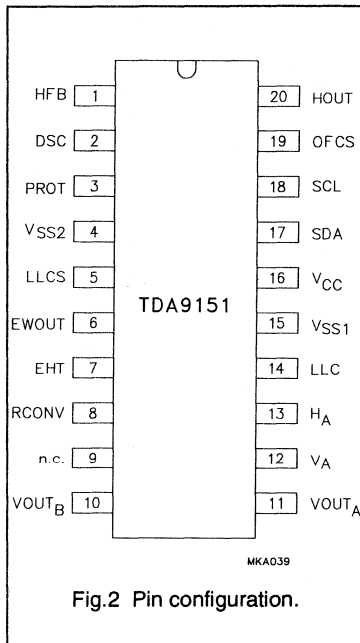 HFB 1 20 HOUT
DSC 2 19 OFCS
PROT 3 18 SCL
VSS2 4 17 SDA
LLCS 5 16 VCC
TDA9151
EWOUT 6 15 VSS1
EHT 7 14 LLC
RCONV 8 13 HA
n.c. 9 12 VA
VOUTB 10 11 VOUTA
MKA039
Fig.2 Pin configuration.